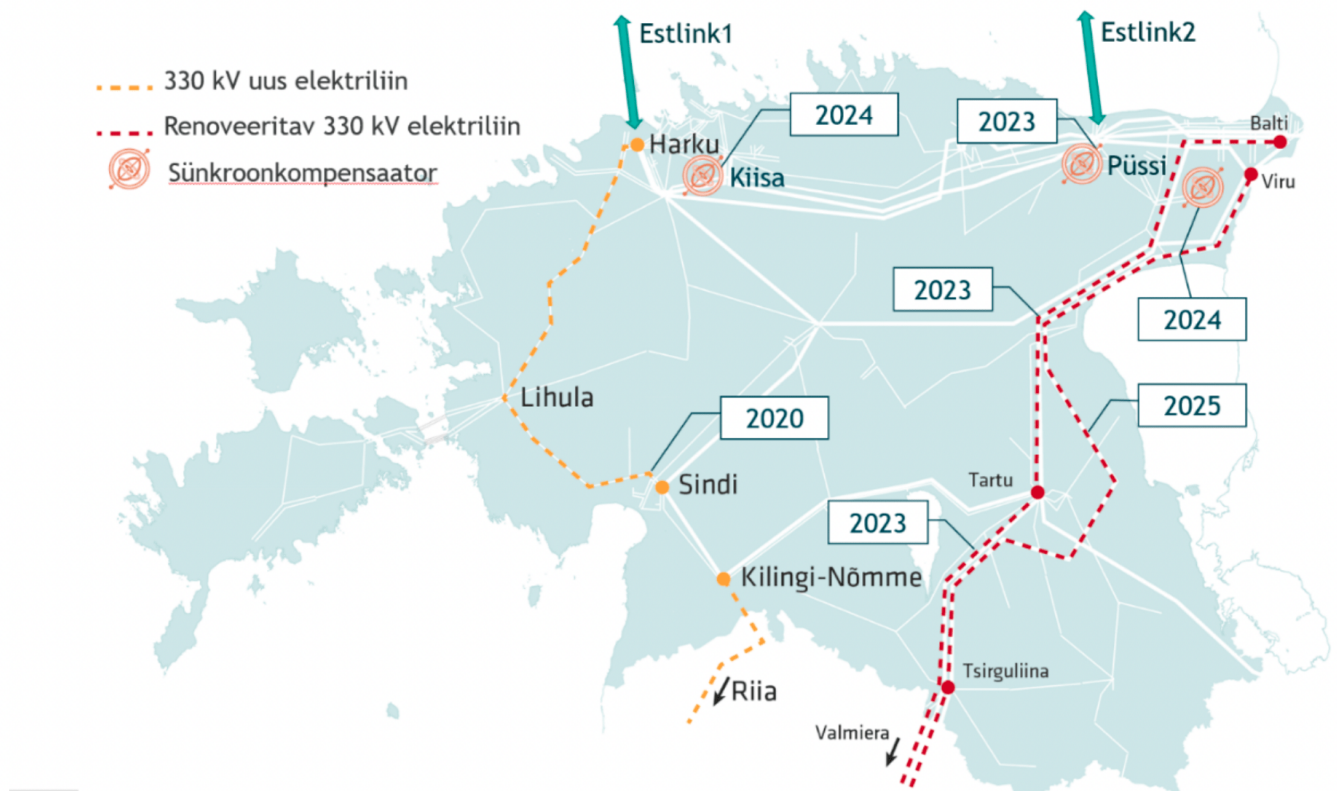 Estlink1
Estlink2
330 kV uus elektriliin
Renoveeritav 330 kV elektriliin
Sünkroonkompensaator
2024
2023
Balti
Harku
Kiisa
Püssi
Viru
2023
2024
Lihula
2020
2025
Sindi
Tartu
2023
Kilingi-Nõmme
Tsirguliina
Riia
Valmiera